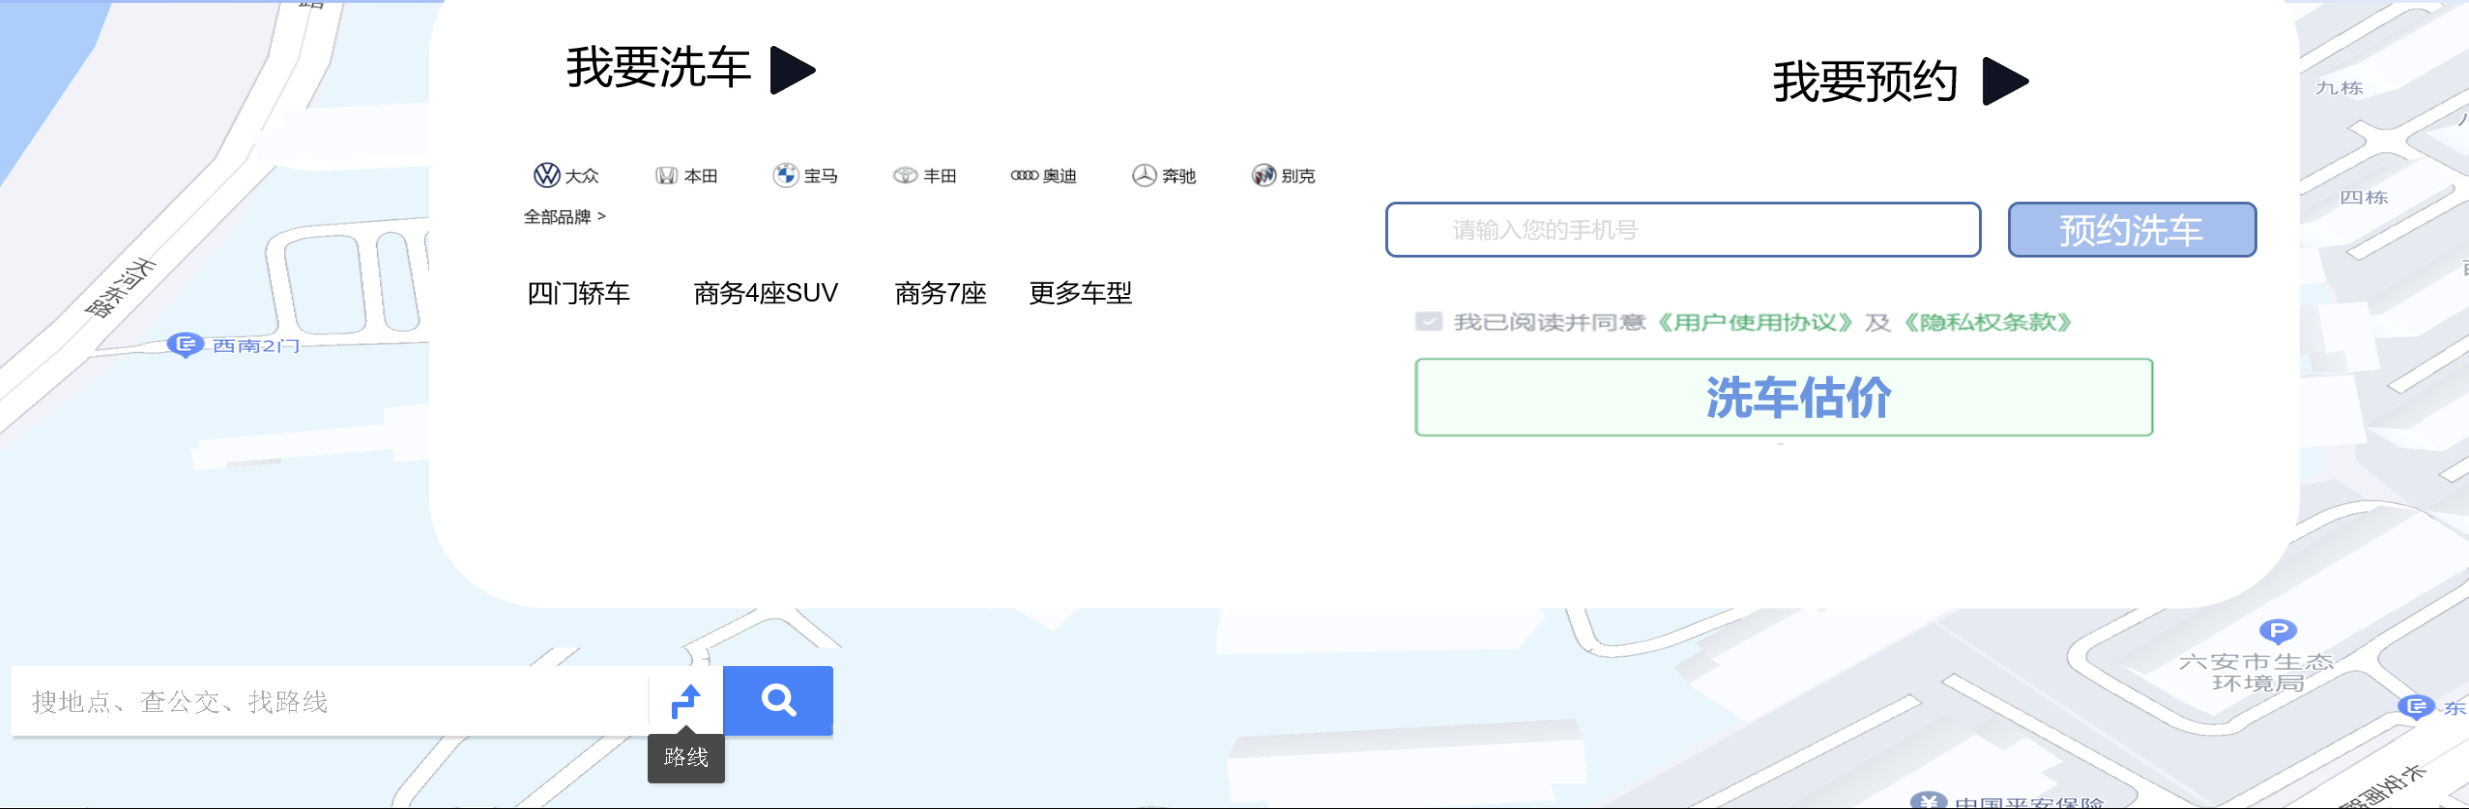 路
我要洗车
我要预约
九栋
大众 本田 宝马 丰田 奥迪 奔驰 别克
四栋
全部品牌 >
请输入您的手机号 预约洗车
天河东路
四门轿车 商务4座SUV 商务7座 更多车型
我已阅读并同意《用户使用协议》及《隐私权条款》
西南2门
洗车估价
P
六安市生态
环境局
搜地点、查公交、找路线
东
路线
长安南路
中国平安保险